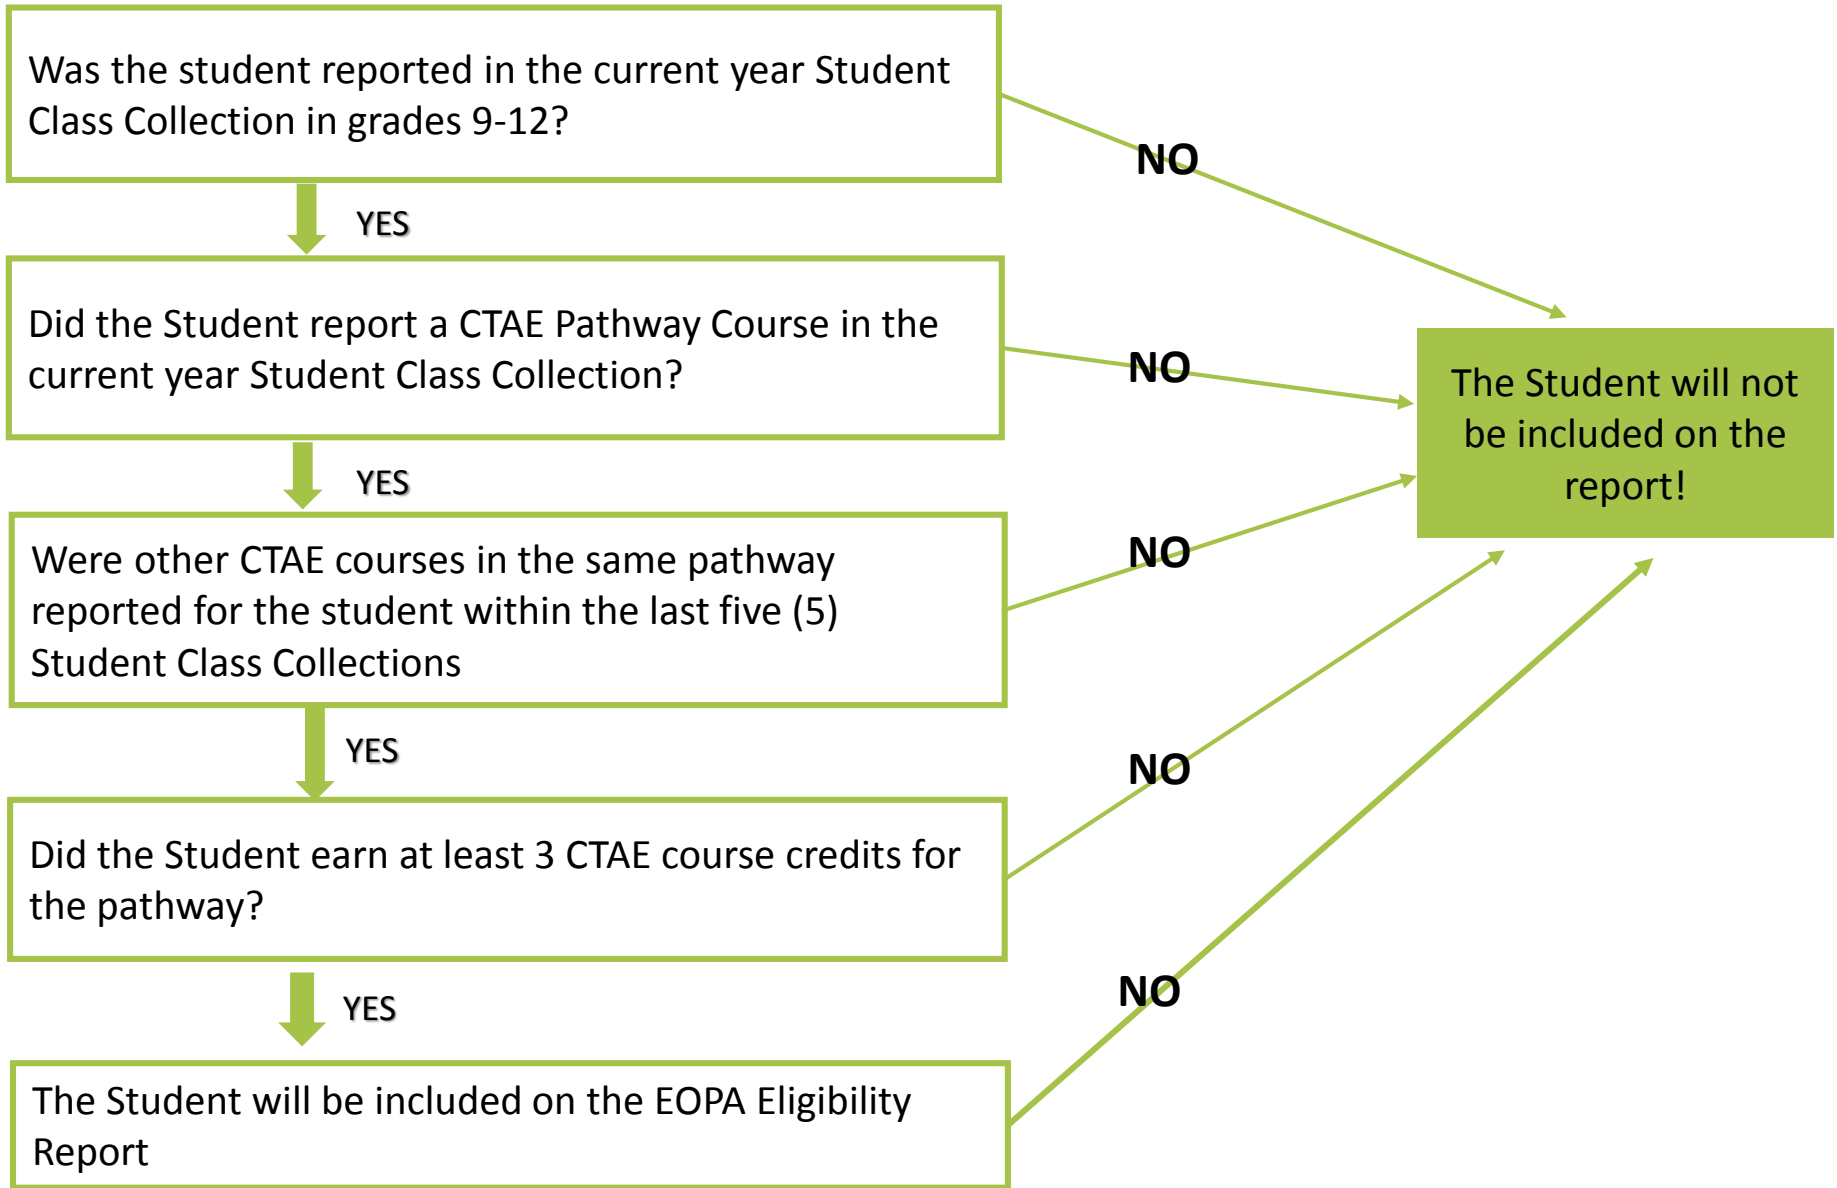 Was the student reported in the current year Student
Class Collection in grades 9-12?
NO
YES
Did the Student report a CTAE Pathway Course in the
current year Student Class Collection?
NO
The Student will not
be included on the
report!
YES
Were other CTAE courses in the same pathway
reported for the student within the last five (5)
Student Class Collections
NO
YES
Did the Student earn at least 3 CTAE course credits for
the pathway?
NO
YES
NO
The Student will be included on the EOPA Eligibility
Report